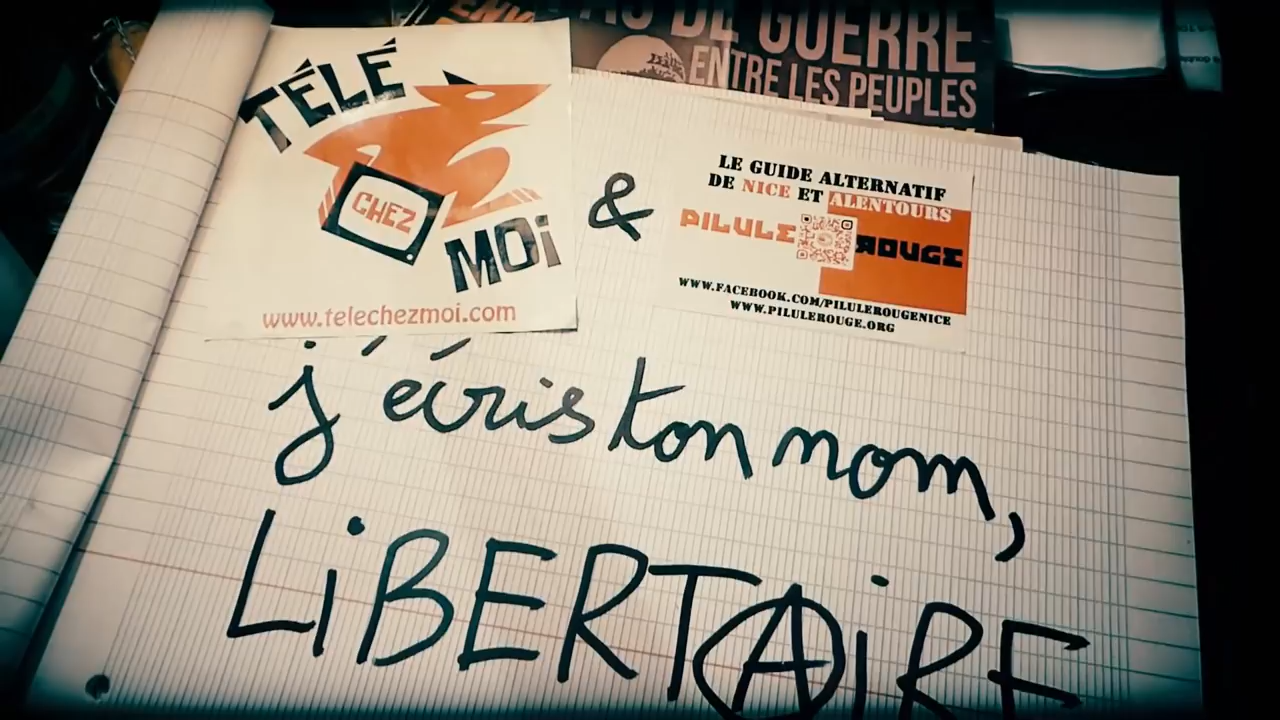 PAS DE GUERRE
ENTRE LES PEUPLES
TÉLÉ
CHEZ
MOi
www.telechezmoi.com
&
LE GUIDE ALTERNATIF
DE NICE ET ALENTOURS
PILULE ROUGE
WWW.FACEBOOK.COM/PILULEROUGENICE
WWW.PILULEROUGE.ORG
j'écris ton nom,
LiBERTAiRE